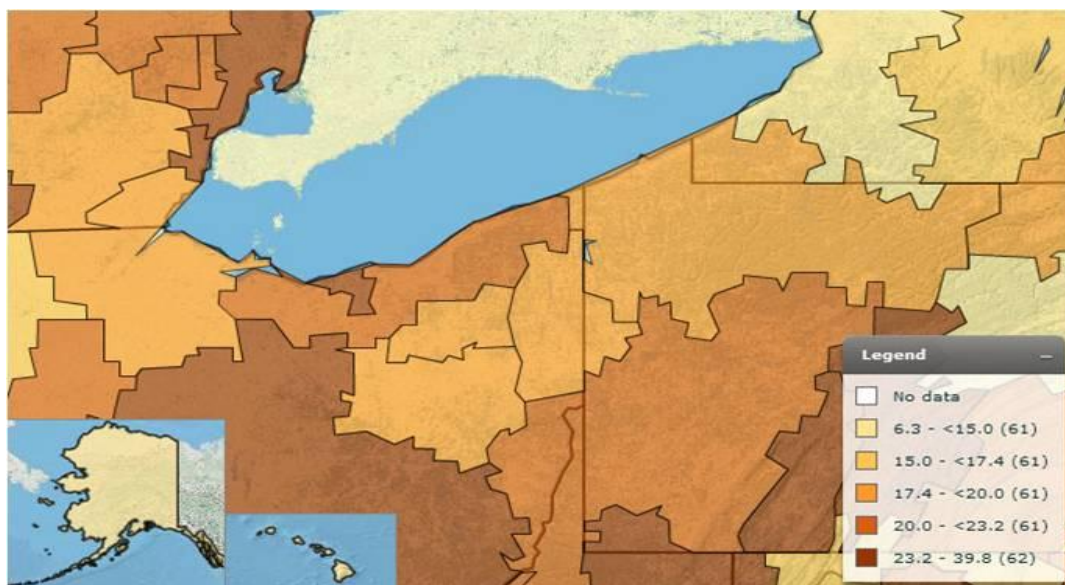 Legend
No data
6.3 - <15.0 (61)
15.0 - <17.4 (61)
17.4 - <20.0 (61)
20.0 - <23.2 (61)
23.2 - 39.8 (62)